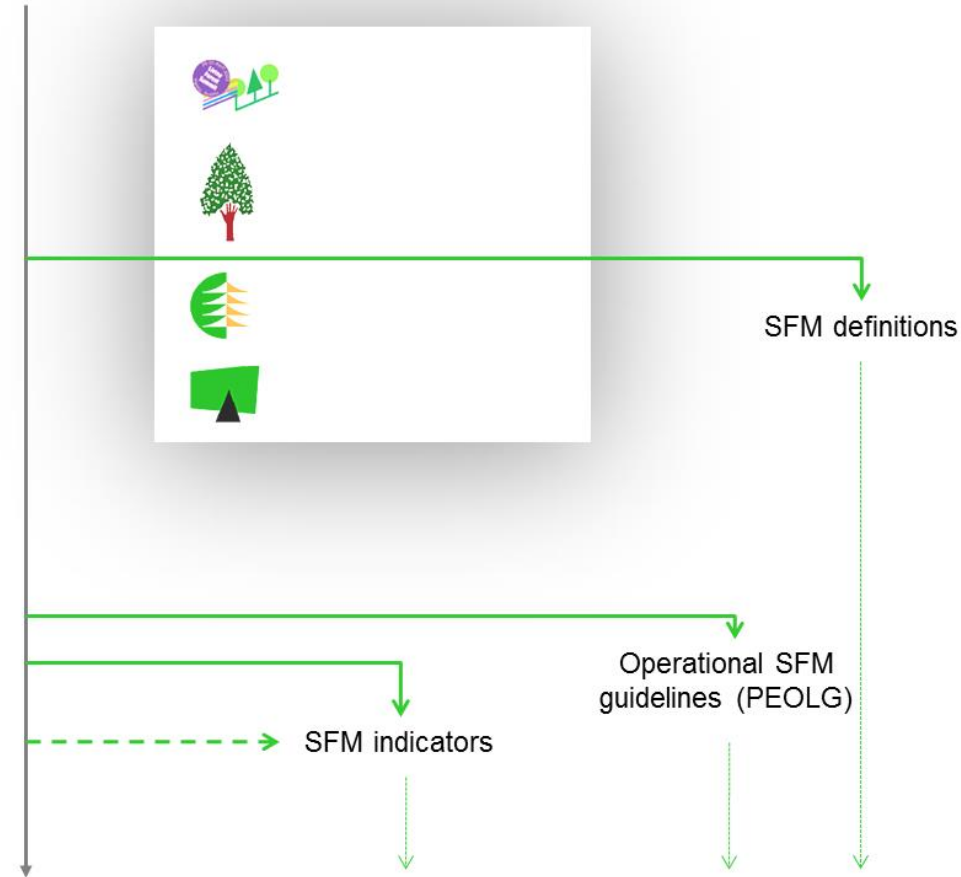 SFM definitions
Operational SFM
guidelines (PEOLG)
SFM indicators